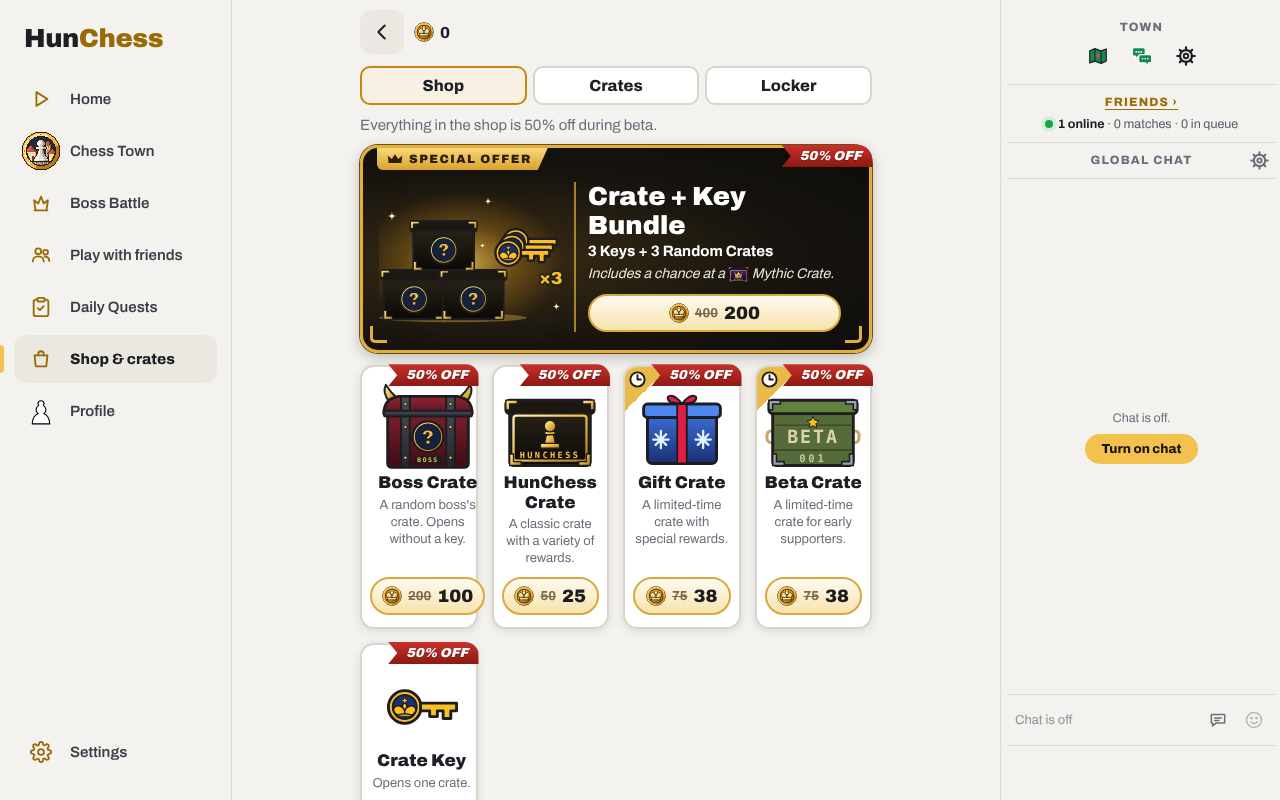 HunChess
Home
Chess Town
Boss Battle
Play with friends
Daily Quests
Shop & crates
Profile
Settings
0
Shop
Crates
Locker
Everything in the shop is 50% off during beta.
SPECIAL OFFER
50% OFF
?
?
?
×3
Crate + Key
Bundle
3 Keys + 3 Random Crates
Includes a chance at a Mythic Crate.
400 200
50% OFF
?
BOSS
Boss Crate
A random boss's
crate. Opens
without a key.
200 100
50% OFF
HUNCHESS
HunChess
Crate
A classic crate
with a variety of
rewards.
50 25
50% OFF
Gift Crate
A limited-time
crate with
special rewards.
75 38
50% OFF
BETA
001
Beta Crate
A limited-time
crate for early
supporters.
75 38
50% OFF
Crate Key
Opens one crate.
TOWN
FRIENDS ›
1 online · 0 matches · 0 in queue
GLOBAL CHAT
Chat is off.
Turn on chat
Chat is off